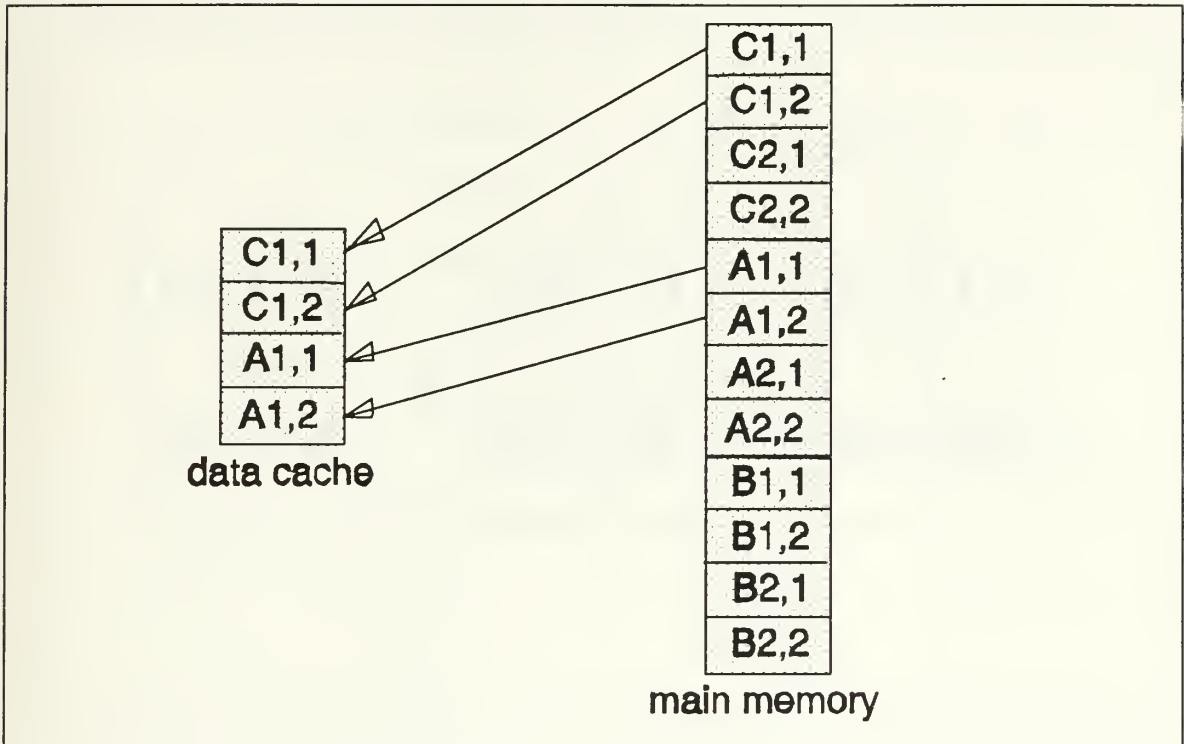 C1,1
C1,2
C2,1
C2,2
A1,1
A1,2
A2,1
A2,2
B1,1
B1,2
B2,1
B2,2
main memory
C1,1
C1,2
A1,1
A1,2
data cache